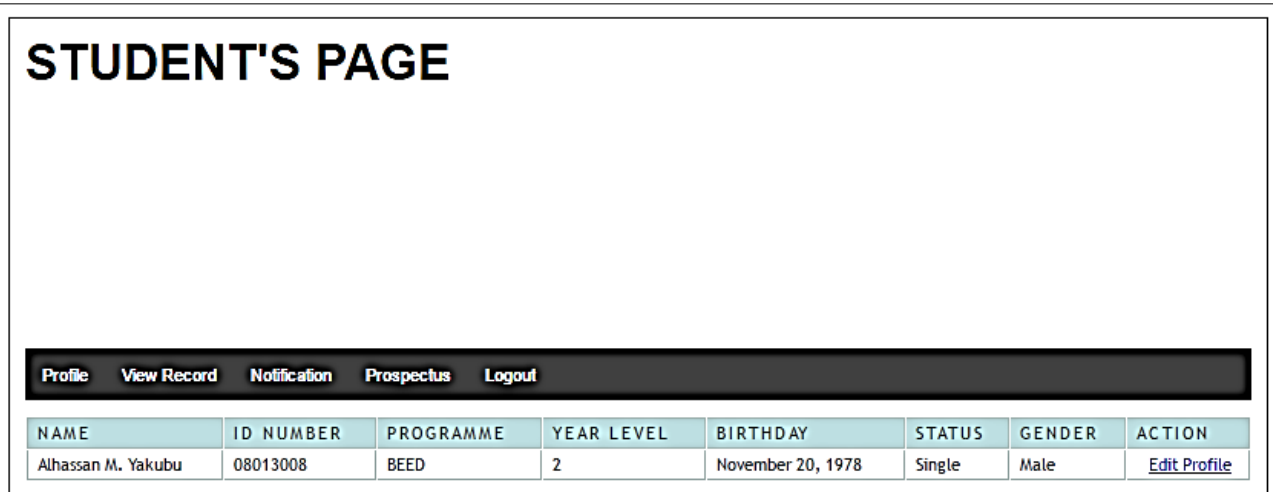 STUDENT'S PAGE
Profile View Record Notification Prospectus Logout
NAME ID NUMBER PROGRAMME YEAR LEVEL BIRTHDAY STATUS GENDER ACTION
Alhassan M. Yakubu 08013008 BEED 2 November 20, 1978 Single Male Edit Profile